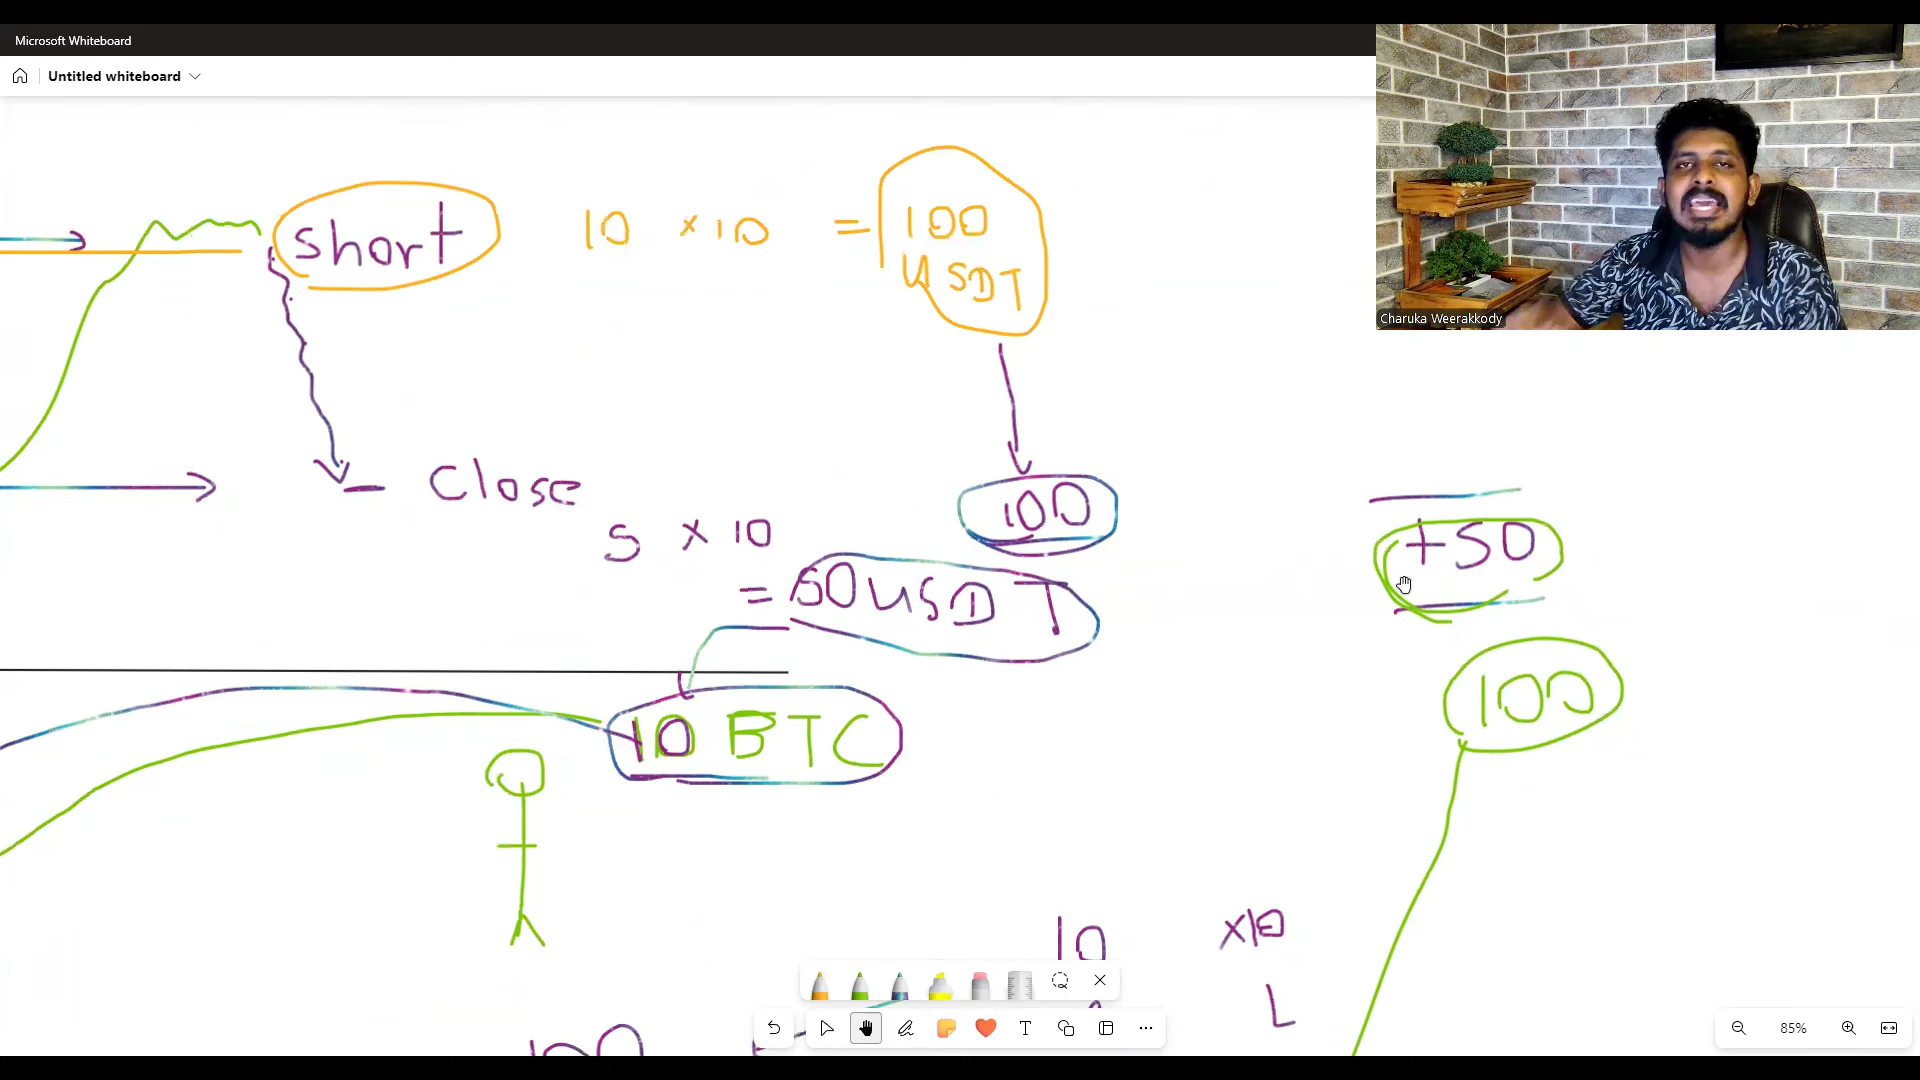 Microsoft Whiteboard
Untitled whiteboard
Charuka Weerakkody
short
10 × 10 = 100
USDT
100
- Close
5 × 10
= 50 USDT
+50
100
10 BTC
10 ×10
L
85%